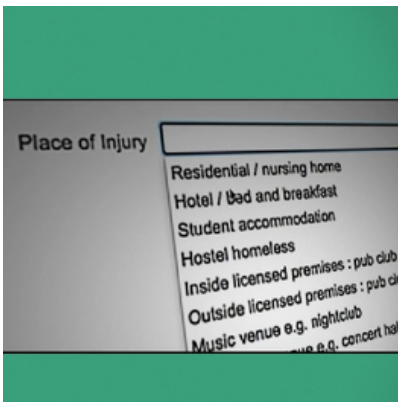 Place of Injury
Residential / nursing home
Hotel / Bed and breakfast
Student accommodation
Hostel homeless
Inside licensed premises : pub club
Outside licensed premises : pub
Music venue e.g. nightclub
e.g. concert